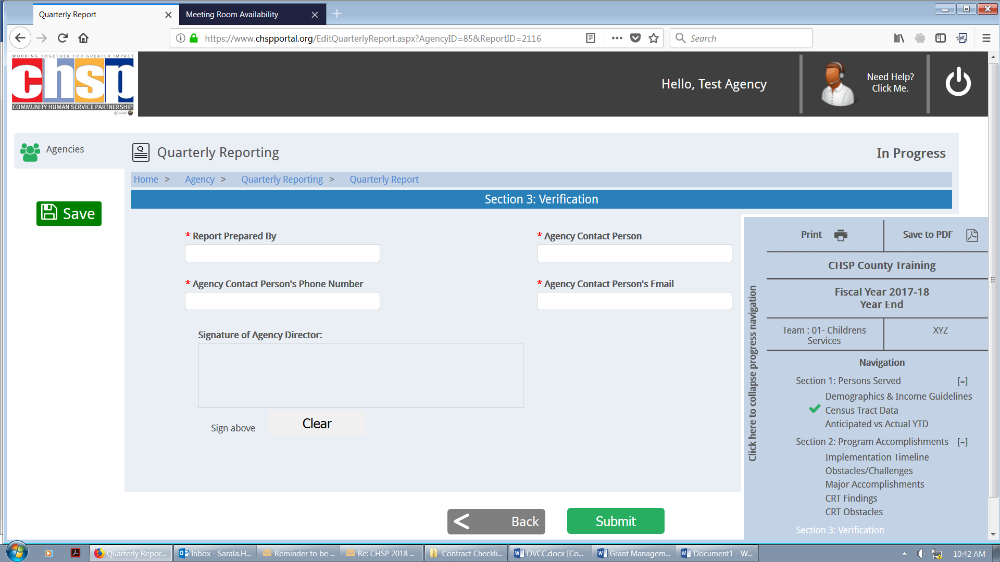 Quarterly Report
Meeting Room Availability
https://www.chspportal.org/EditQuarterlyReport.aspx?AgencyID=85&ReportID=2116
Search
WORKING TOGETHER FOR GREATER IMPACT
chsp
COMMUNITY HUMAN SERVICE PARTNERSHIP
Hello, Test Agency
Need Help?
Click Me.
Agencies
Q
Quarterly Reporting
In Progress
Home > Agency > Quarterly Reporting > Quarterly Report
Section 3: Verification
Save
* Report Prepared By
* Agency Contact Person
* Agency Contact Person's Phone Number
* Agency Contact Person's Email
Signature of Agency Director:
Sign above
Clear
< Back
Submit
Click here to collapse progress navigation
Print
Save to PDF
CHSP County Training
Fiscal Year 2017-18
Year End
Team : 01- Childrens
Services
XYZ
Navigation
Section 1: Persons Served [-]
Demographics & Income Guidelines
Census Tract Data
Anticipated vs Actual YTD
Section 2: Program Accomplishments [-]
Implementation Timeline
Obstacles/Challenges
Major Accomplishments
CRT Findings
CRT Obstacles
Section 3: Verification
Quarterly Repor...
Inbox - Sarala.H...
Reminder to be ...
Re: CHSP 2018 ...
Contract Checkli...
DVCC.docx [Co...
Grant Managem...
Document1 - W...
10:42 AM